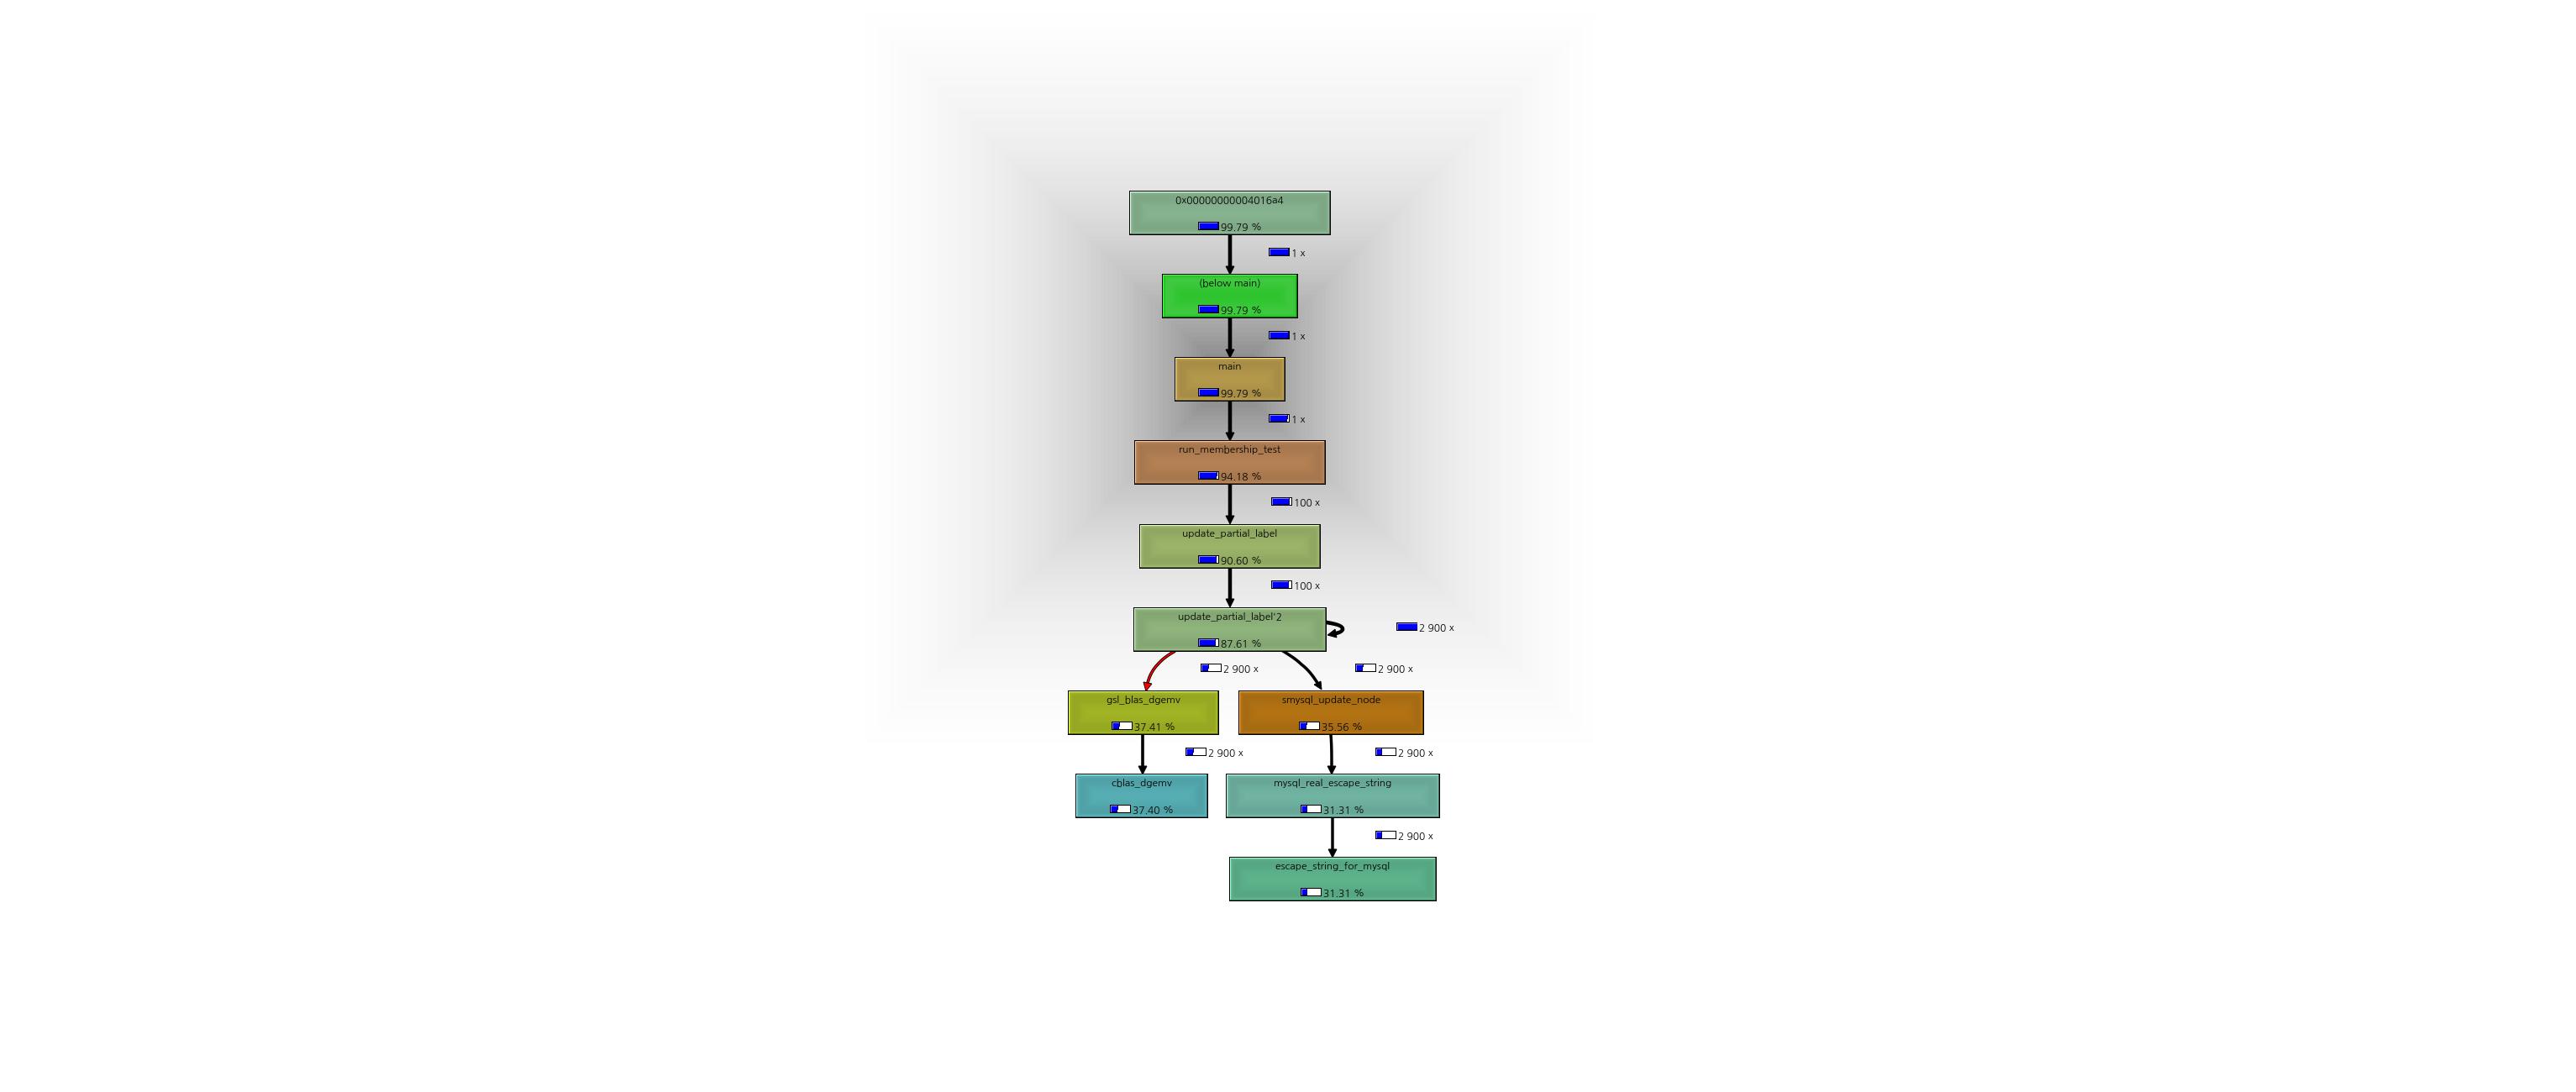 0x00000000004016a4
99.79 %
1 x
(below main)
99.79 %
1 x
main
99.79 %
1 x
run_membership_test
94.18 %
100 x
update_partial_label
90.60 %
100 x
update_partial_label'2
2 900 x
87.61 %
2 900 x
2 900 x
gsl_blas_dgemv
smysql_update_node
37.41 %
35.56 %
2 900 x
2 900 x
cblas_dgemv
mysql_real_escape_string
37.40 %
31.31 %
2 900 x
escape_string_for_mysql
31.31 %